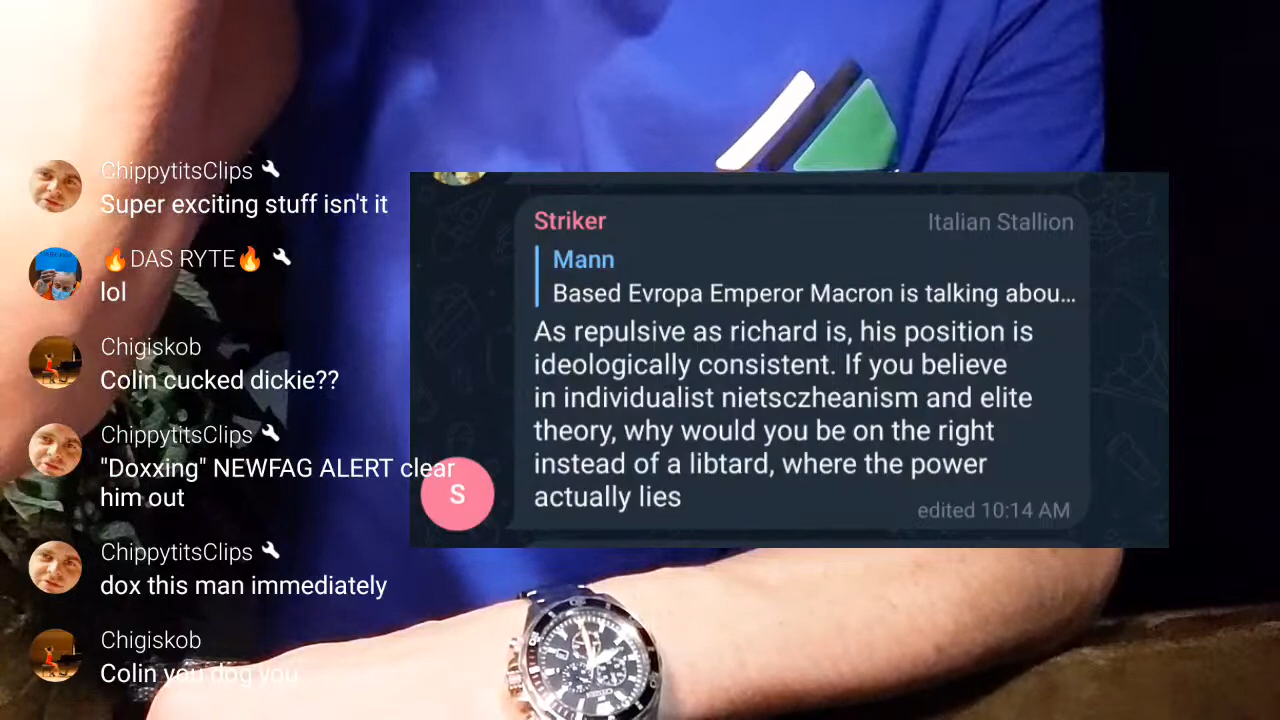 ChippytitsClips
Super exciting stuff isn't it
🔥DAS RYTE🔥
lol
Chigiskob
Colin cucked dickie??
ChippytitsClips
"Doxxing" NEWFAG ALERT clear
him out
ChippytitsClips
dox this man immediately
Chigiskob
Colin you dog you
Striker Italian Stallion
Mann
Based Evropa Emperor Macron is talking abou...
As repulsive as richard is, his position is
ideologically consistent. If you believe
in individualist nietsczheanism and elite
theory, why would you be on the right
instead of a libtard, where the power
actually lies
edited 10:14 AM
S
CITIZEN